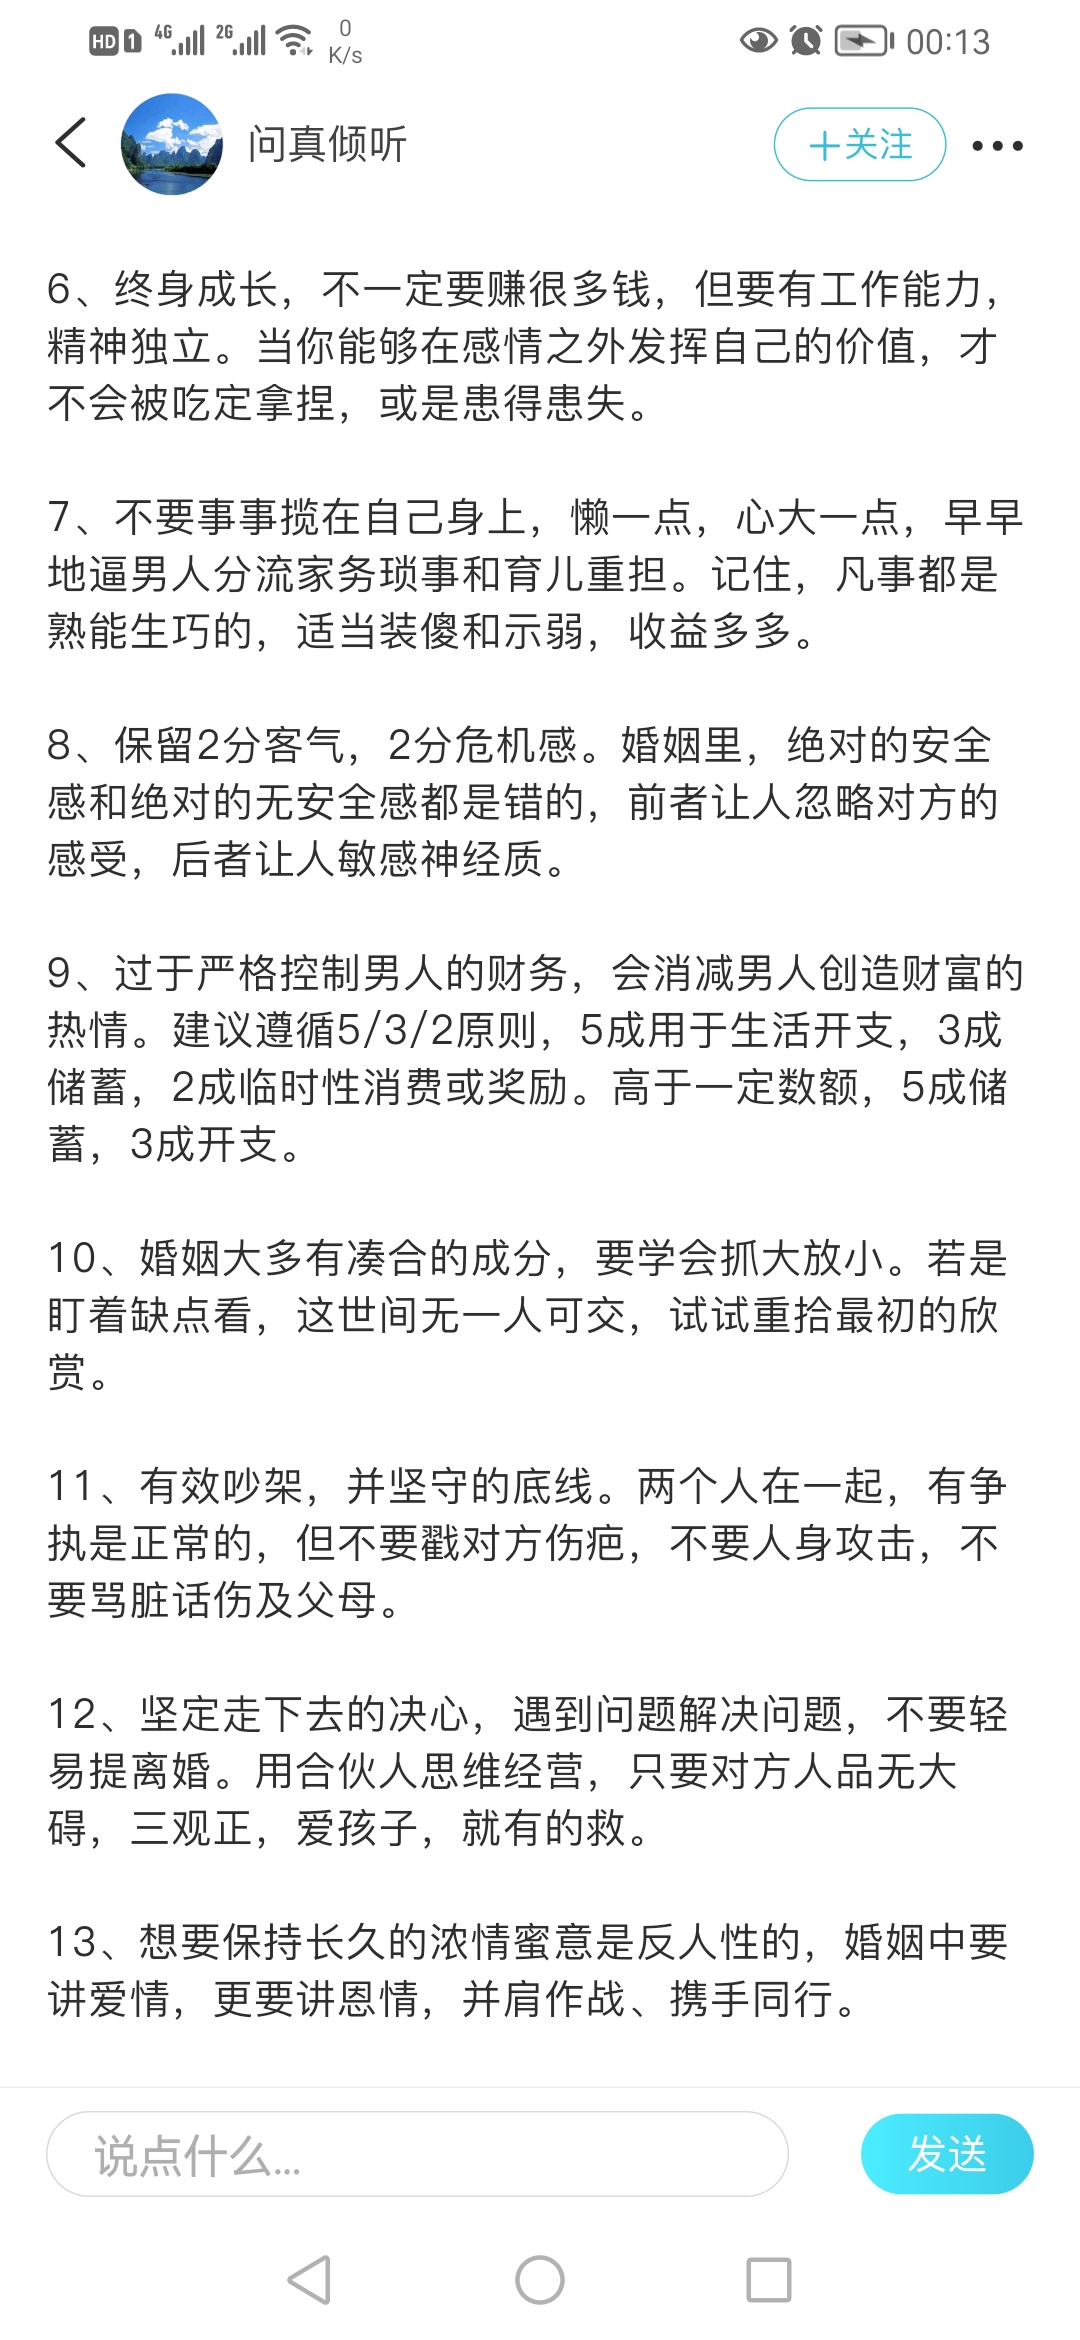 HD 1 4G 2G 0 K/s 00:13
问真倾听 +关注
6、终身成长，不一定要赚很多钱，但要有工作能力，
精神独立。当你能够在感情之外发挥自己的价值，才
不会被吃定拿捏，或是患得患失。
7、不要事事揽在自己身上，懒一点，心大一点，早早
地逼男人分流家务琐事和育儿重担。记住，凡事都是
熟能生巧的，适当装傻和示弱，收益多多。
8、保留2分客气，2分危机感。婚姻里，绝对的安全
感和绝对的无安全感都是错的，前者让人忽略对方的
感受，后者让人敏感神经质。
9、过于严格控制男人的财务，会消减男人创造财富的
热情。建议遵循5/3/2原则，5成用于生活开支，3成
储蓄，2成临时性消费或奖励。高于一定数额，5成储
蓄，3成开支。
10、婚姻大多有凑合的成分，要学会抓大放小。若是
盯着缺点看，这世间无一人可交，试试重拾最初的欣
赏。
11、有效吵架，并坚守的底线。两个人在一起，有争
执是正常的，但不要戳对方伤疤，不要人身攻击，不
要骂脏话伤及父母。
12、坚定走下去的决心，遇到问题解决问题，不要轻
易提离婚。用合伙人思维经营，只要对方人品无大
碍，三观正，爱孩子，就有的救。
13、想要保持长久的浓情蜜意是反人性的，婚姻中要
讲爱情，更要讲恩情，并肩作战、携手同行。
说点什么... 发送